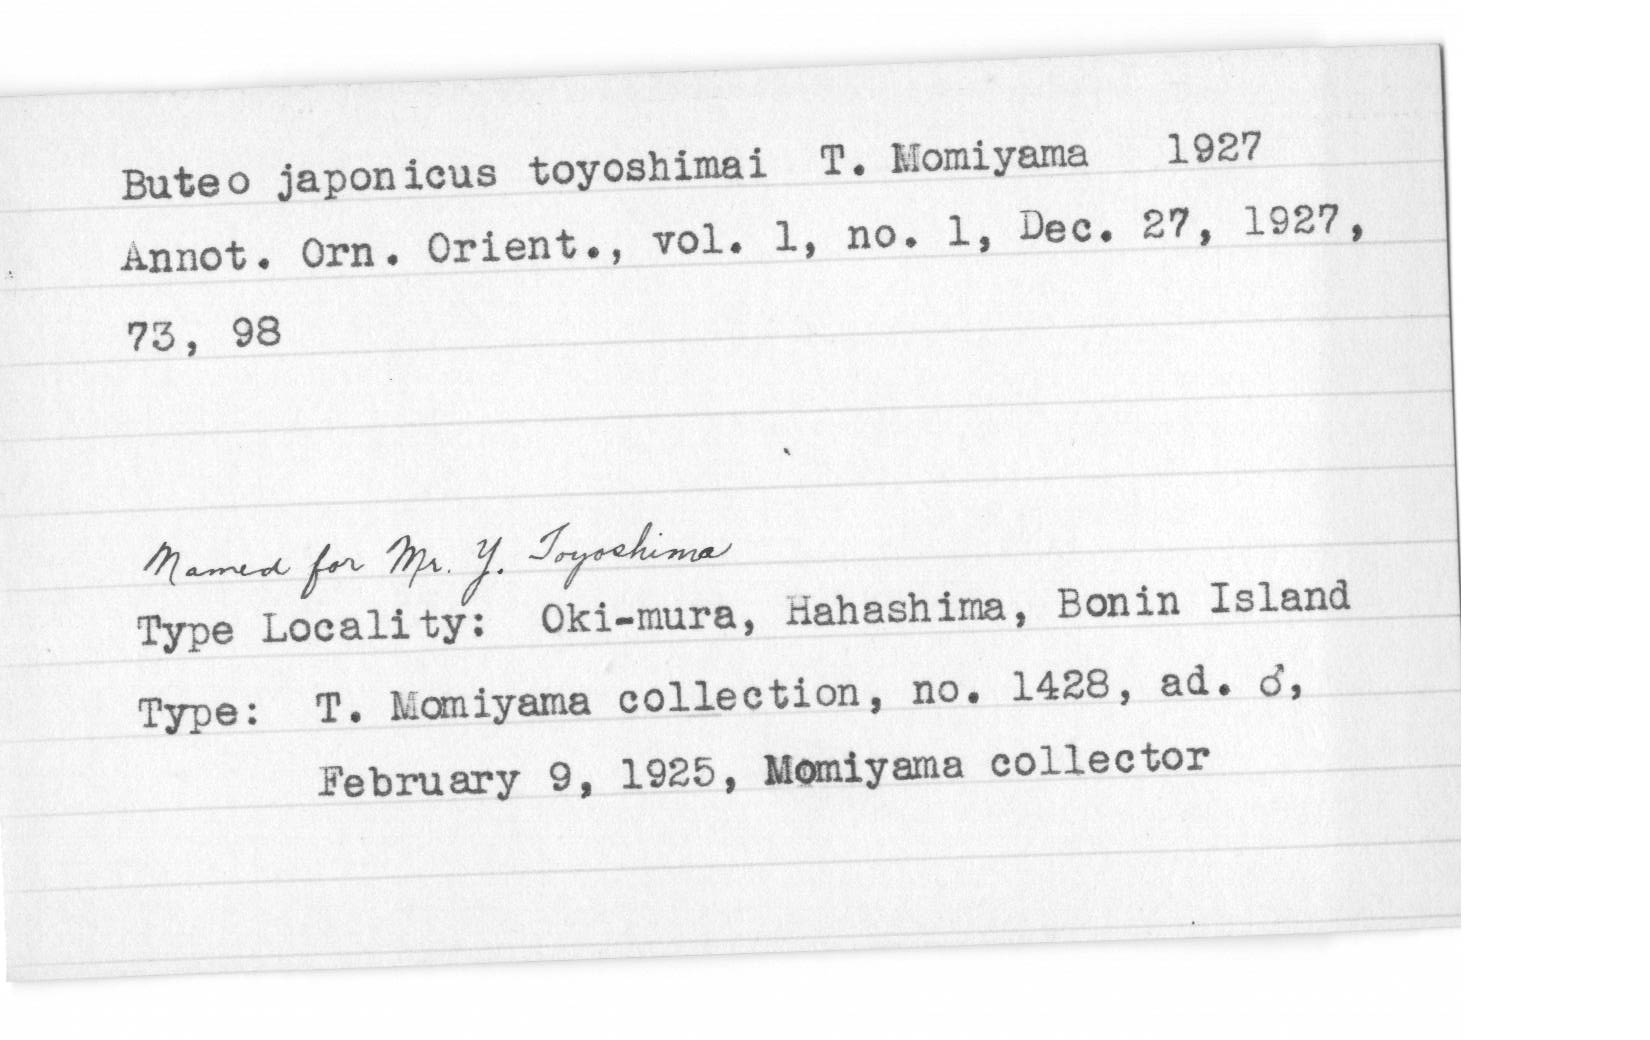 Buteo japonicus toyoshimai T. Momiyama 1927
Annot. Orn. Orient., vol. 1, no. 1, Dec. 27, 1927,
73, 98
Named for Mr. Y. Toyoshima
Type Locality: Oki-mura, Hahashima, Bonin Island
Type: T. Momiyama collection, no. 1428, ad. ♂,
February 9, 1925, Momiyama collector